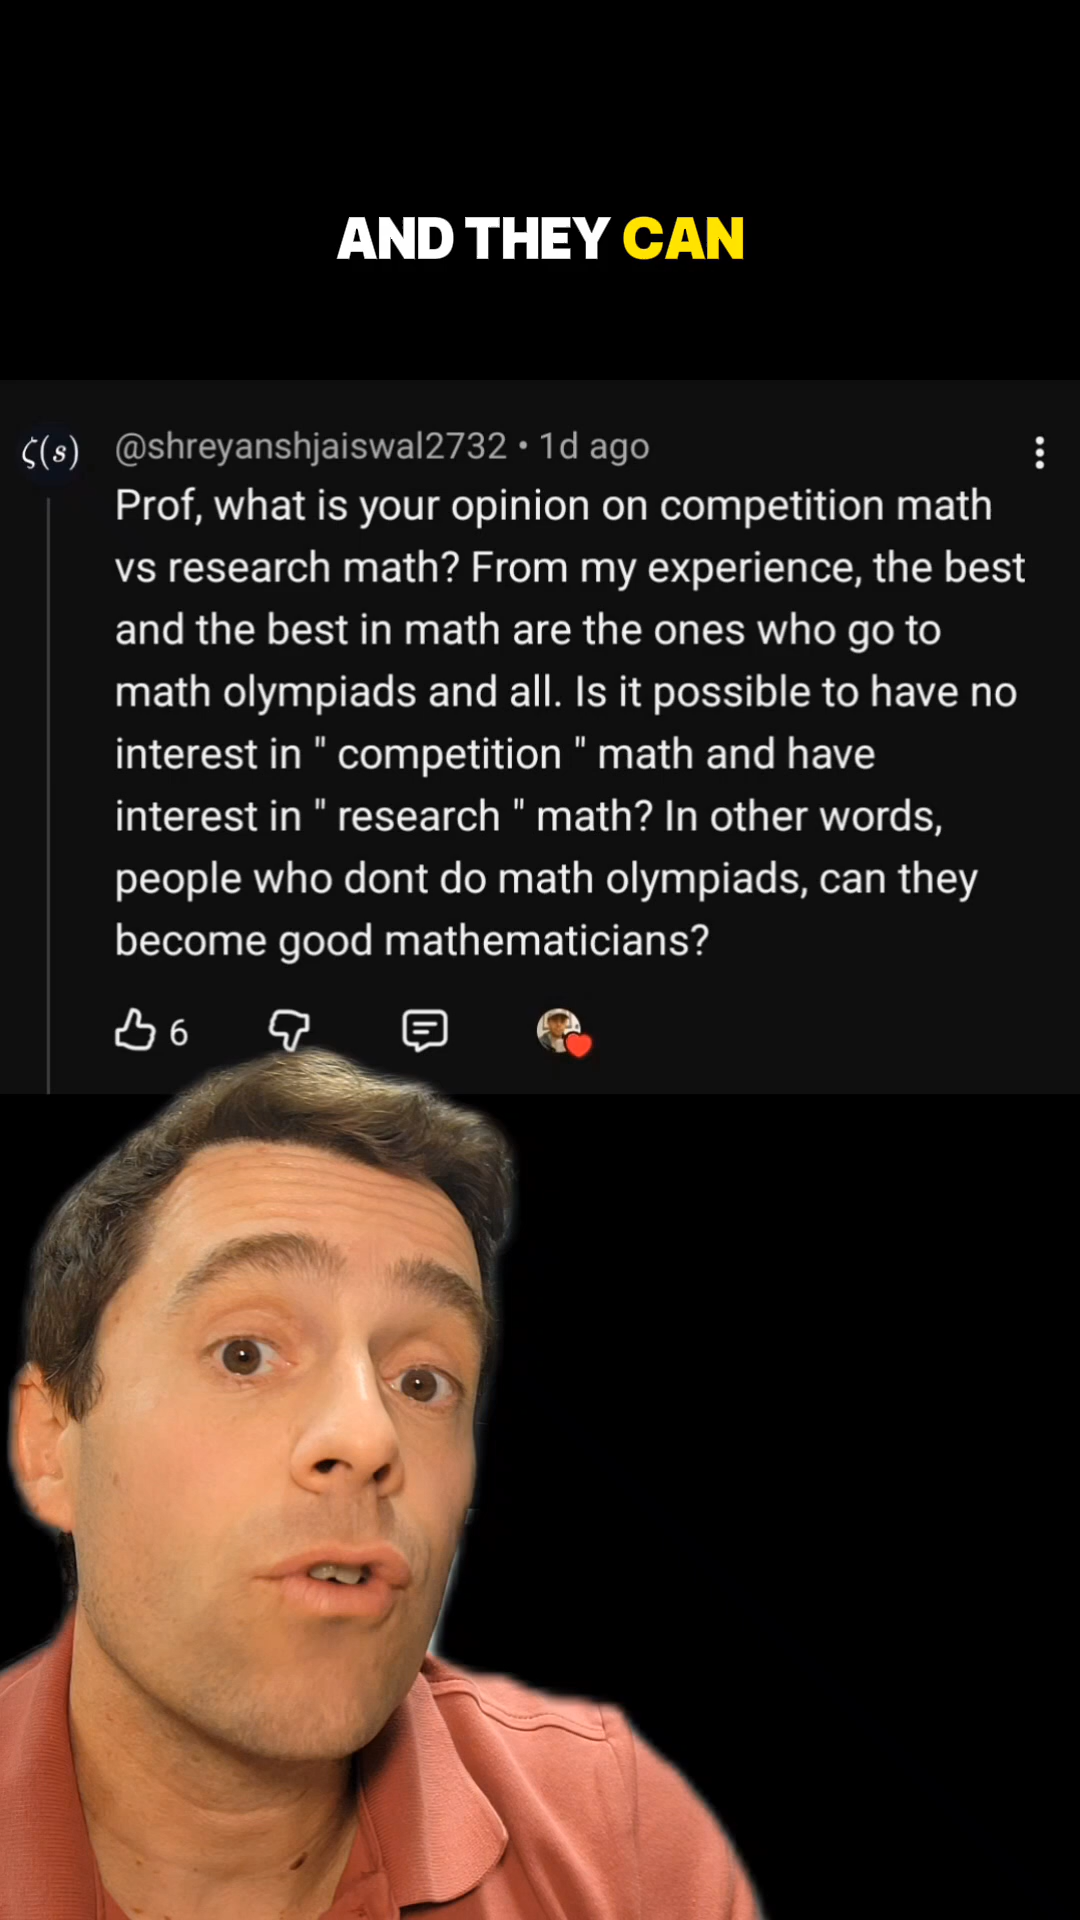 AND THEY CAN
ζ(s)
@shreyanshjaiswal2732 • 1d ago
Prof, what is your opinion on competition math
vs research math? From my experience, the best
and the best in math are the ones who go to
math olympiads and all. Is it possible to have no
interest in " competition " math and have
interest in " research " math? In other words,
people who dont do math olympiads, can they
become good mathematicians?
6